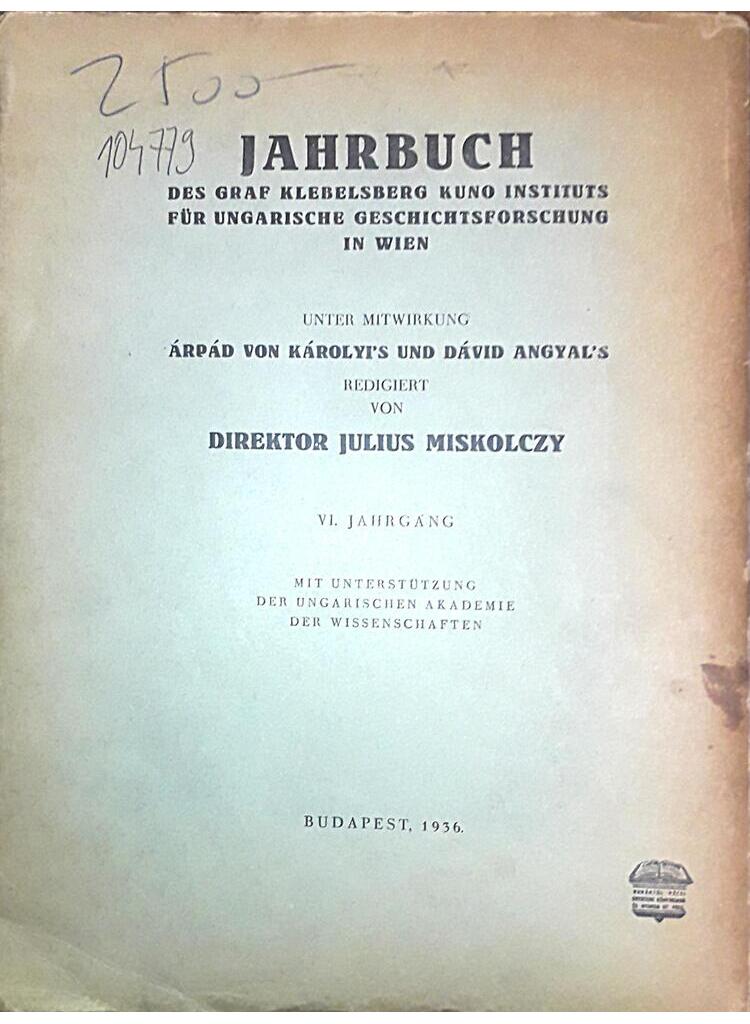 2500—
104779
JAHRBUCH
DES GRAF KLEBELSBERG KUNO INSTITUTS
FÜR UNGARISCHE GESCHICHTSFORSCHUNG
IN WIEN
UNTER MITWIRKUNG
ÁRPÁD VON KÁROLYI'S UND DÁVID ANGYAL'S
REDIGIERT
VON
DIREKTOR JULIUS MISKOLCZY
VI. JAHRGANG
MIT UNTERSTÜTZUNG
DER UNGARISCHEN AKADEMIE
DER WISSENSCHAFTEN
BUDAPEST, 1936.